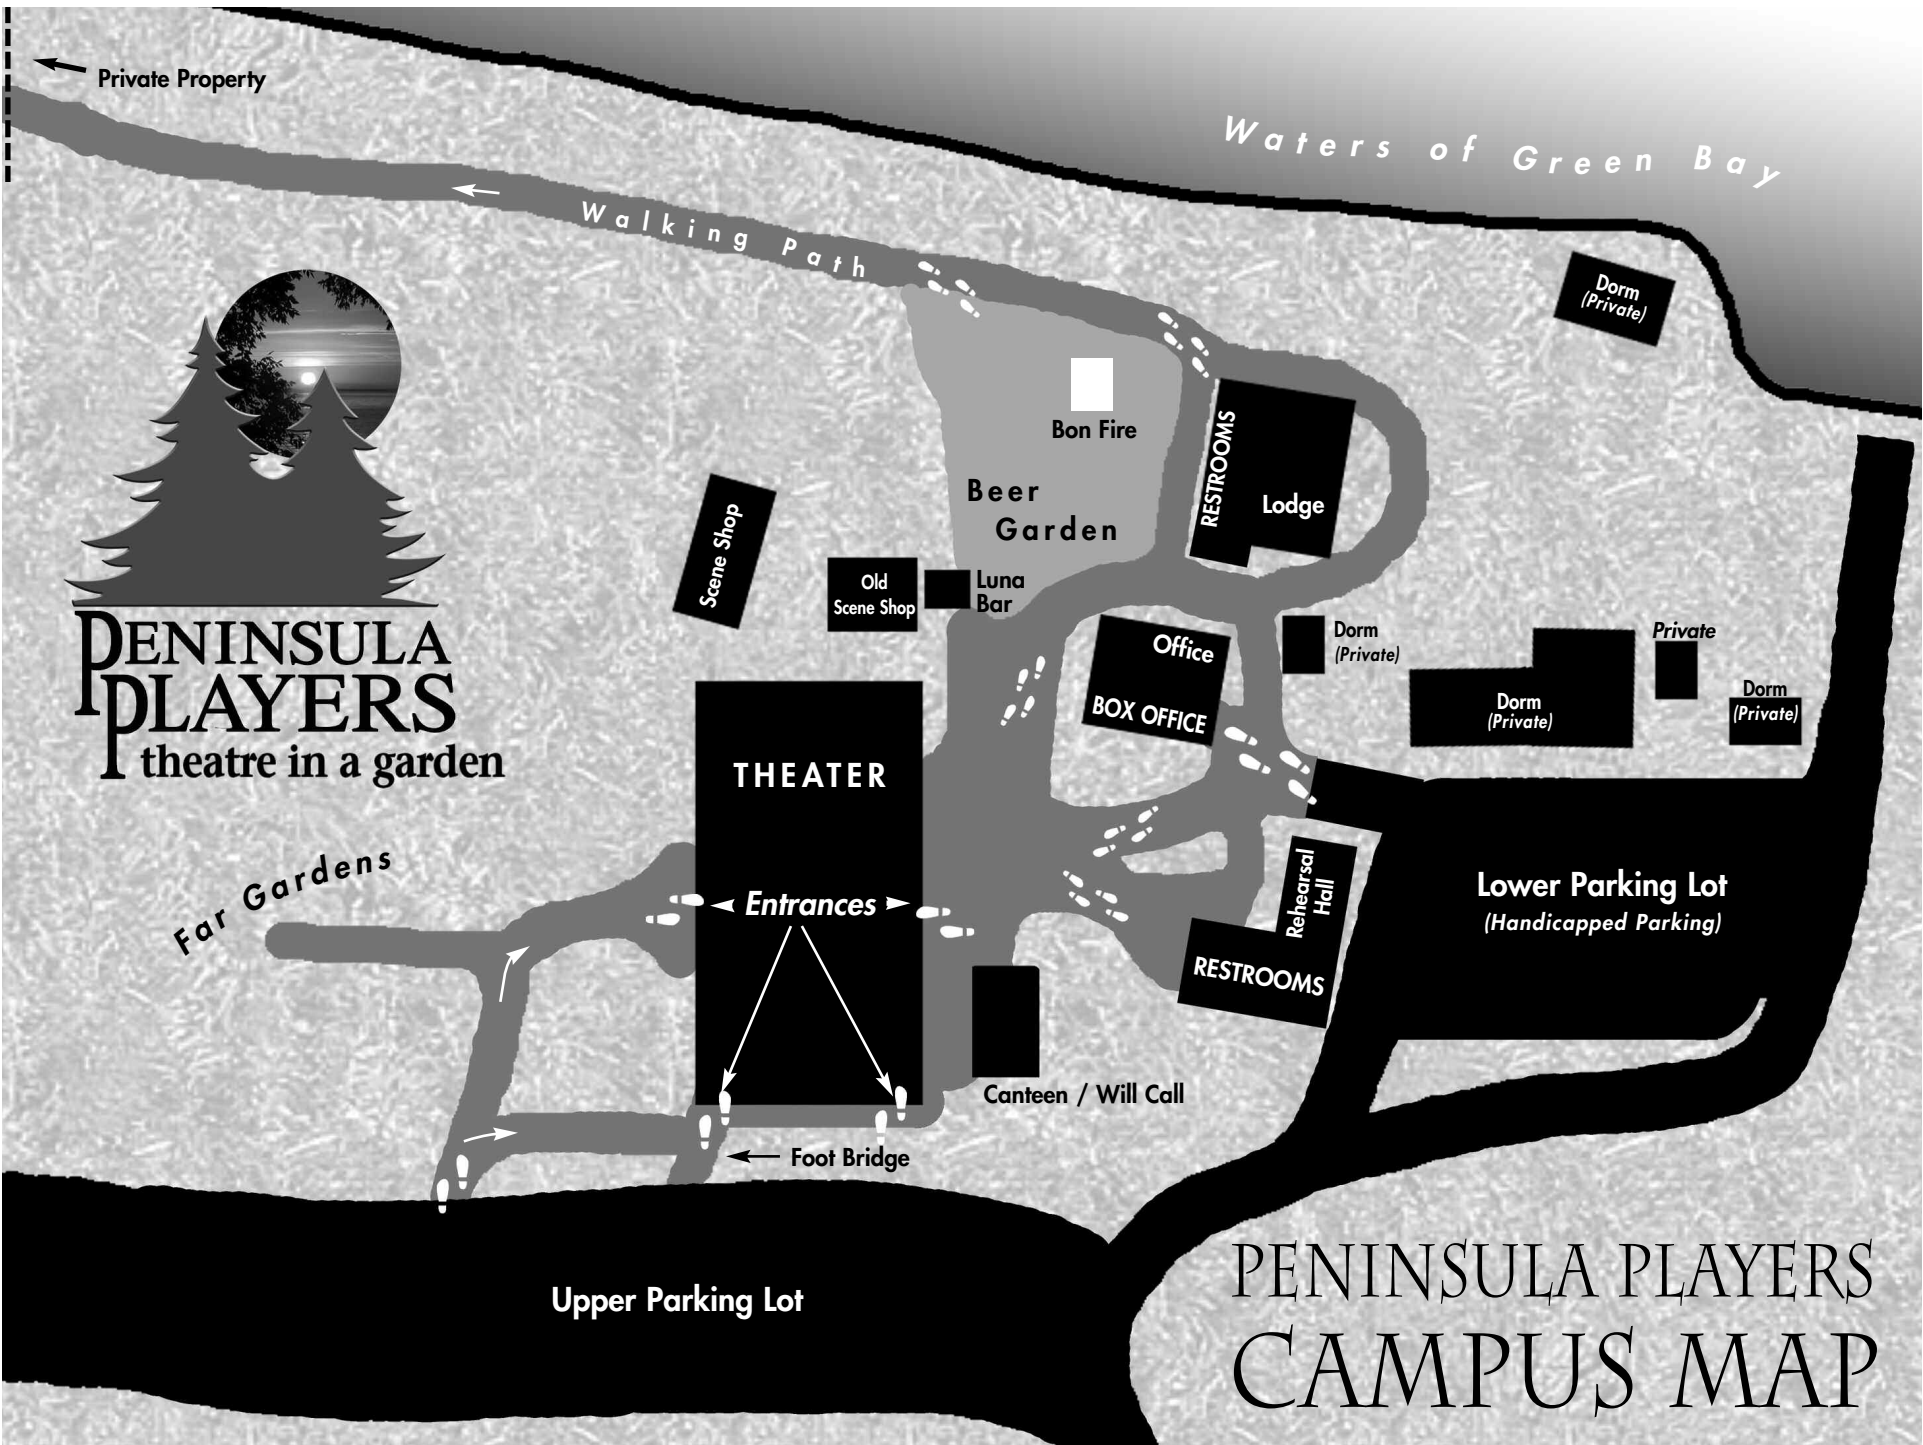 Private Property
Waters of Green Bay
Walking Path
Dorm
(Private)
Bon Fire
RESTROOMS
Lodge
Beer
Garden
Scene Shop
Old
Scene Shop
Luna
Bar
PENINSULA
PLAYERS
theatre in a garden
Office
BOX OFFICE
Dorm
(Private)
Dorm
(Private)
Private
Dorm
(Private)
THEATER
Far Gardens
Entrances
Rehearsal
Hall
RESTROOMS
Lower Parking Lot
(Handicapped Parking)
Canteen / Will Call
Foot Bridge
Upper Parking Lot
PENINSULA PLAYERS
CAMPUS MAP